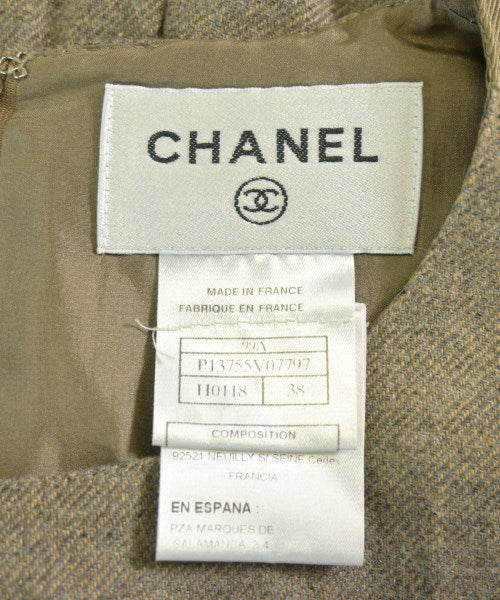 CHANEL
MADE IN FRANCE
FABRIQUE EN FRANCE
99A
P13755V07797
H0118 38
COMPOSITION
92521 NEUILLY S/ SEINE Cedex
FRANCIA
EN ESPANA :
PZA MARQUES DE
SALAMANCA 3.4